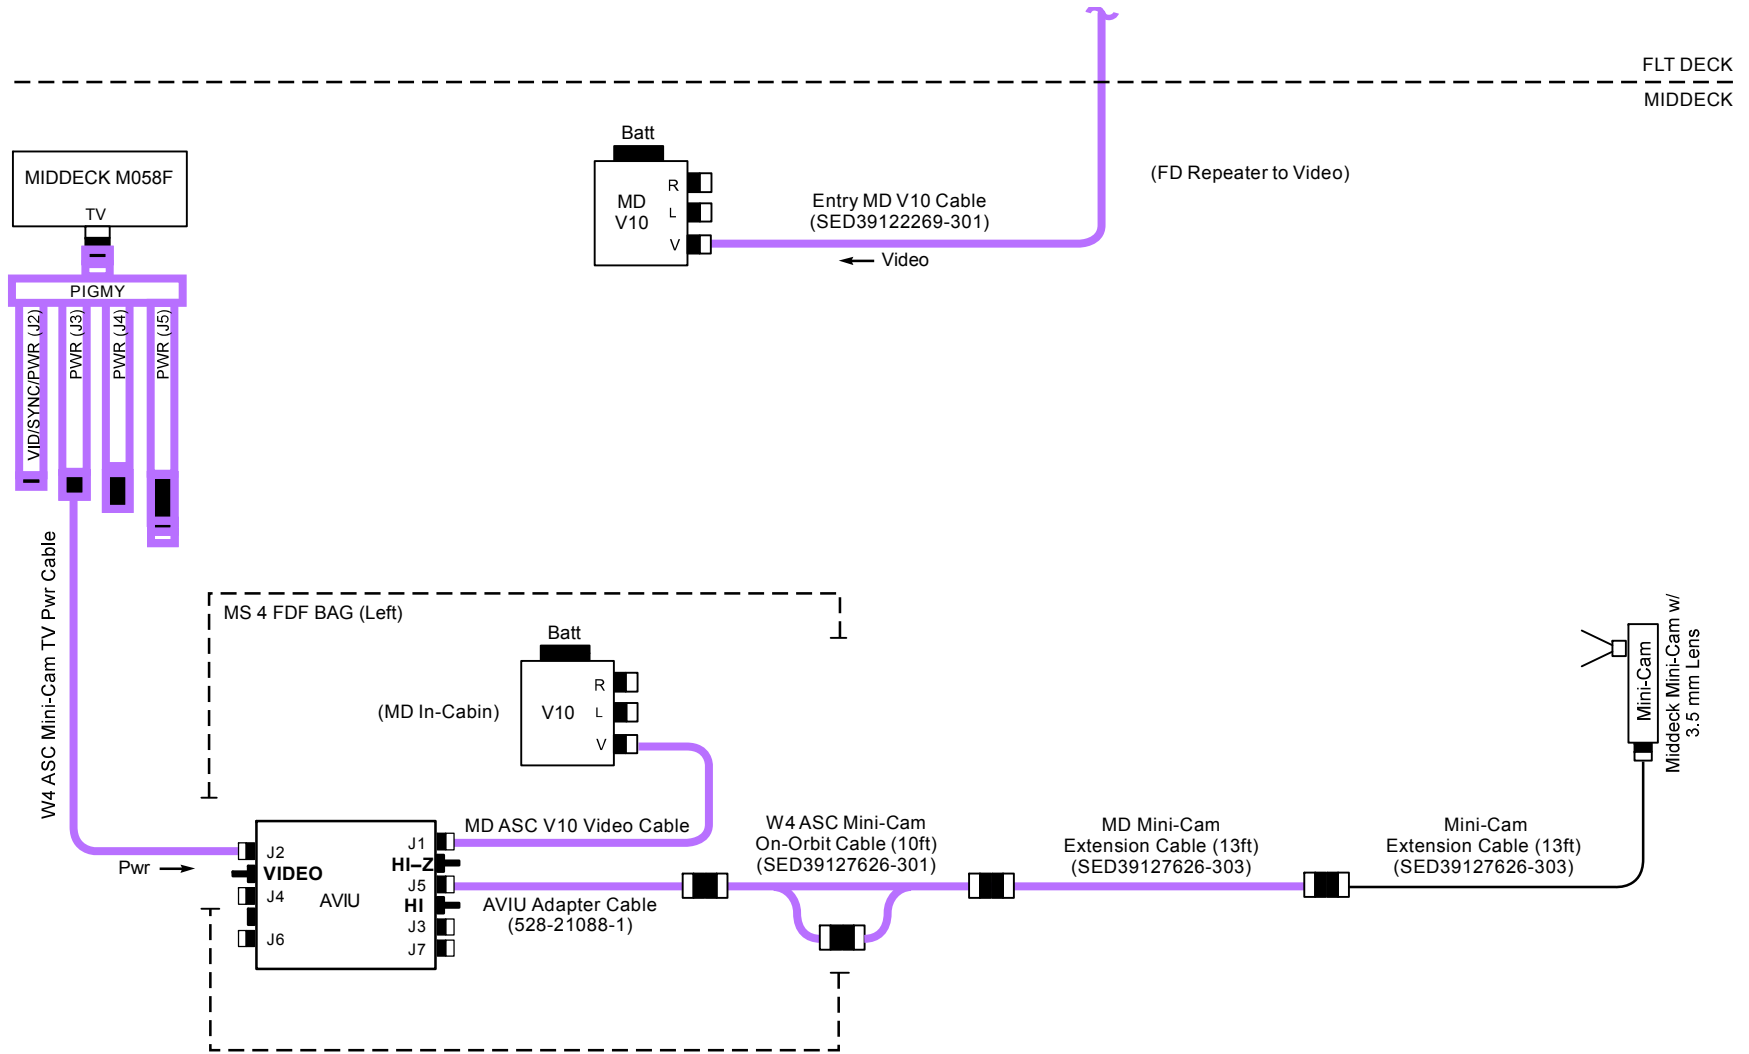 FLT DECK
MIDDECK
MIDDECK M058F
TV
PIGMY
VID/SYNC/PWR (J2)
PWR (J3)
PWR (J4)
PWR (J5)
Batt
MD
V10
R
L
V
Entry MD V10 Cable
(SED39122269-301)
Video
(FD Repeater to Video)
W4 ASC Mini-Cam TV Pwr Cable
MS 4 FDF BAG (Left)
Batt
(MD In-Cabin)
V10
R
L
V
Pwr
J2
VIDEO
J4
J6
AVIU
J1
HI–Z
J5
HI
J3
J7
MD ASC V10 Video Cable
AVIU Adapter Cable
(528-21088-1)
W4 ASC Mini-Cam
On-Orbit Cable (10ft)
(SED39127626-301)
MD Mini-Cam
Extension Cable (13ft)
(SED39127626-303)
Mini-Cam
Extension Cable (13ft)
(SED39127626-303)
Mini-Cam
Middeck Mini-Cam w/
3.5 mm Lens